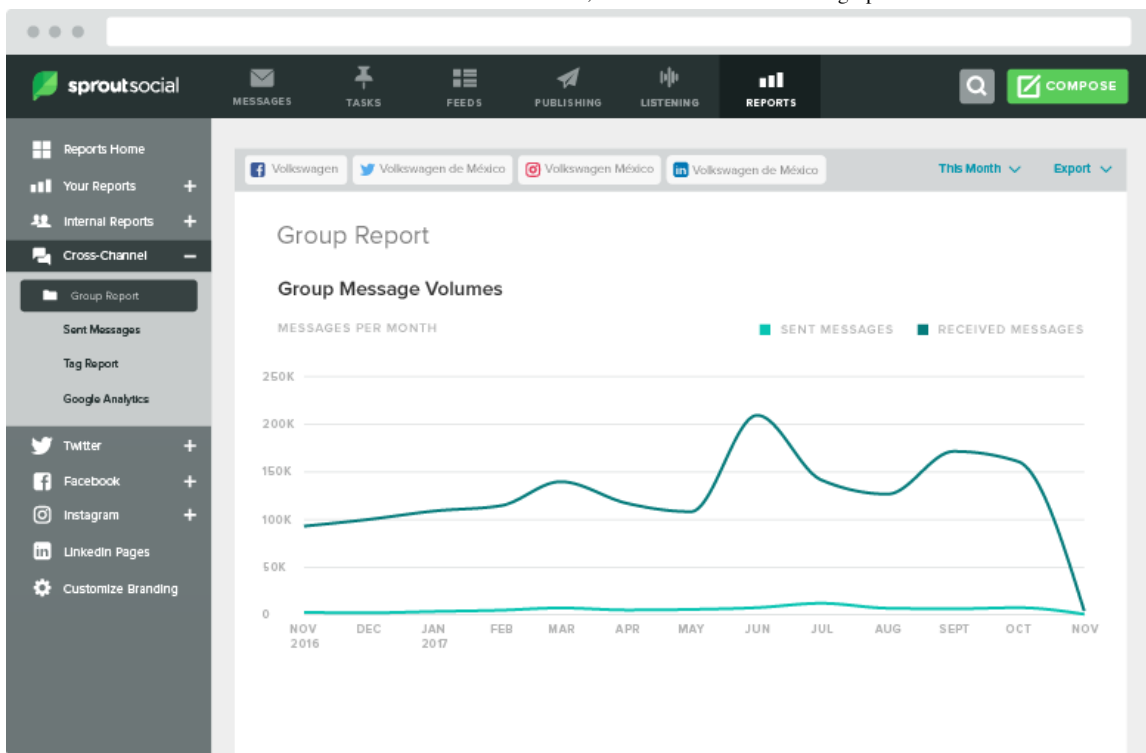 sproutsocial
MESSAGES
TASKS
FEEDS
PUBLISHING
LISTENING
REPORTS
COMPOSE
Reports Home
Your Reports +
Internal Reports +
Cross-Channel –
Group Report
Sent Messages
Tag Report
Google Analytics
Twitter +
Facebook +
Instagram +
LinkedIn Pages
Customize Branding
Volkswagen
Volkswagen de México
Volkswagen México
Volkswagen de México
This Month
Export
Group Report
Group Message Volumes
MESSAGES PER MONTH
SENT MESSAGES
RECEIVED MESSAGES
250K
200K
150K
100K
50K
0
NOV DEC JAN FEB MAR APR MAY JUN JUL AUG SEPT OCT NOV
2016 2017